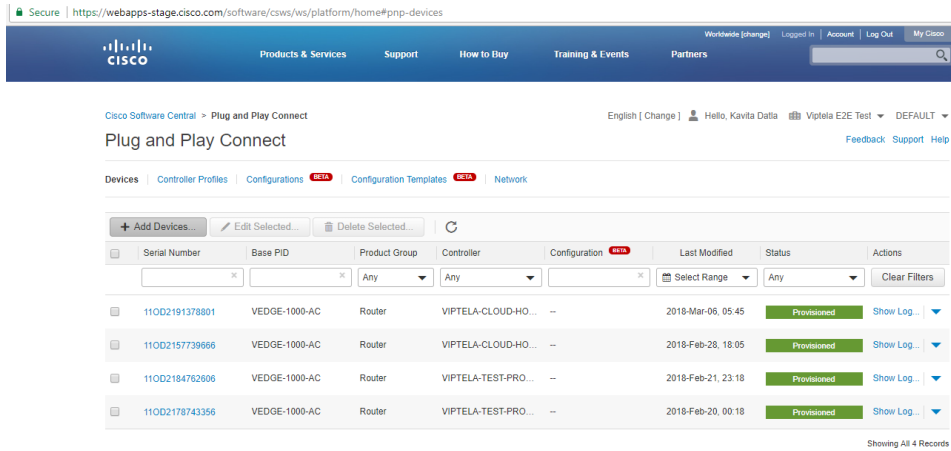 Secure | https://webapps-stage.cisco.com/software/csws/ws/platform/home#pnp-devices
Worldwide [change] Logged In | Account | Log Out My Cisco
CISCO
Products & Services Support How to Buy Training & Events Partners
Cisco Software Central > Plug and Play Connect
English [ Change ] Hello, Kavita Datla Viptela E2E Test DEFAULT
Plug and Play Connect
Feedback Support Help
Devices | Controller Profiles | Configurations BETA | Configuration Templates BETA | Network
+ Add Devices... Edit Selected... Delete Selected...
Serial Number Base PID Product Group Controller Configuration BETA Last Modified Status Actions
× × Any Any × Select Range Any Clear Filters
11OD2191378801 VEDGE-1000-AC Router VIPTELA-CLOUD-HO... -- 2018-Mar-06, 05:45 Provisioned Show Log... |
11OD2157739666 VEDGE-1000-AC Router VIPTELA-CLOUD-HO... -- 2018-Feb-28, 18:05 Provisioned Show Log... |
11OD2184762606 VEDGE-1000-AC Router VIPTELA-TEST-PRO... -- 2018-Feb-21, 23:18 Provisioned Show Log... |
11OD2178743356 VEDGE-1000-AC Router VIPTELA-TEST-PRO... -- 2018-Feb-20, 00:18 Provisioned Show Log... |
Showing All 4 Records